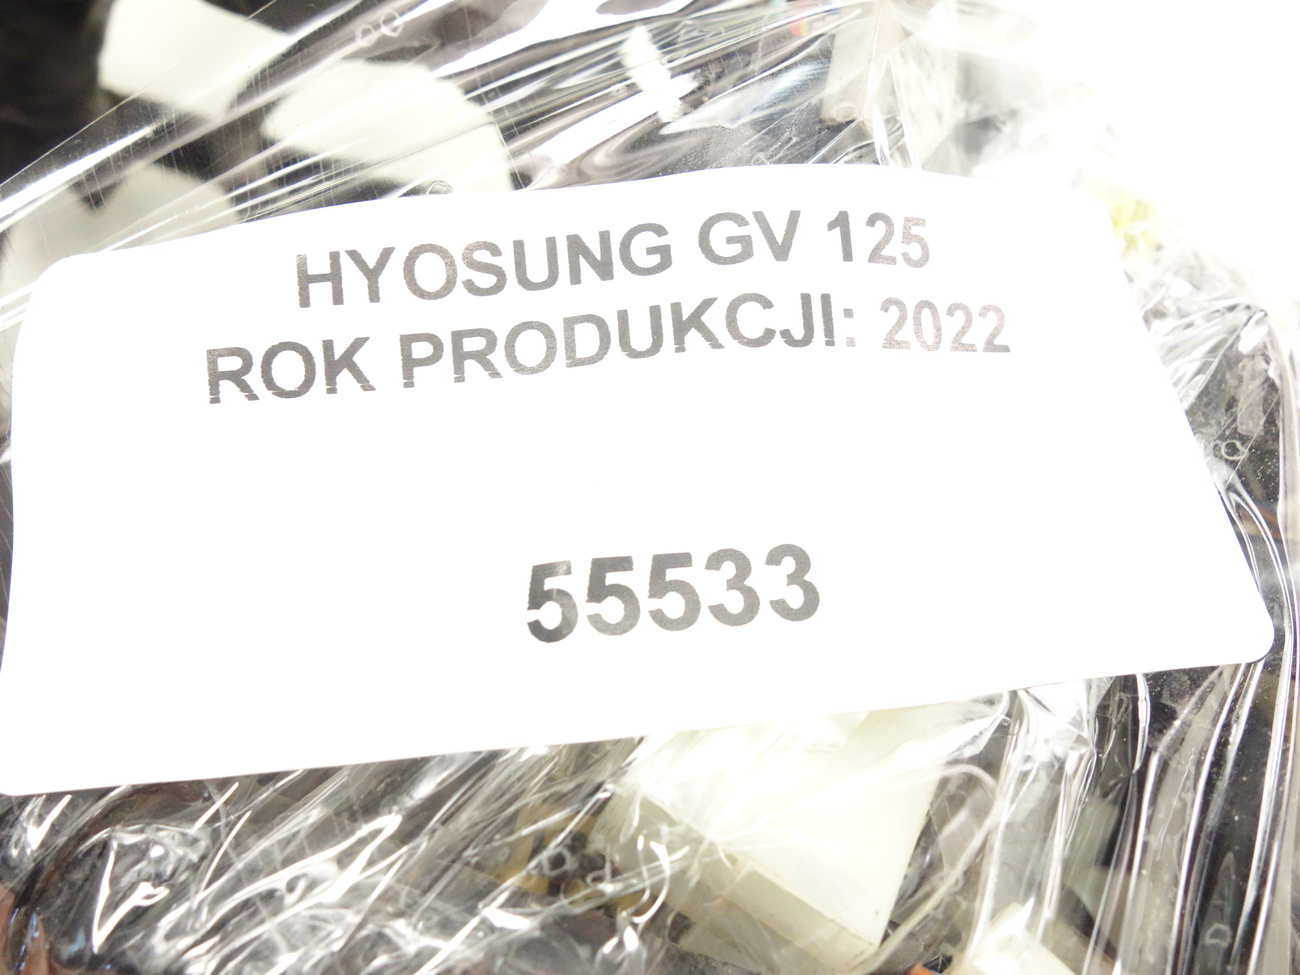 HYOSUNG GV 125
ROK PRODUKCJI: 2022
55533